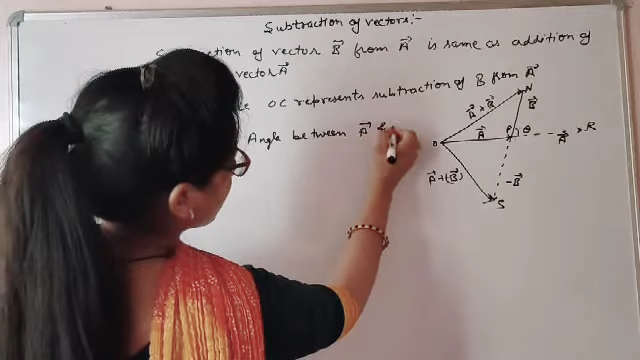 Subtraction of vectors:-
of vector B⃗ from A⃗ is same as addition of
vector A⃗
OC represents subtraction of B from A⃗
Angle between A⃗ &
N
A⃗ + B⃗
B⃗
O
A⃗
P
θ
A⃗
R
A⃗+(-B⃗)
-B⃗
S